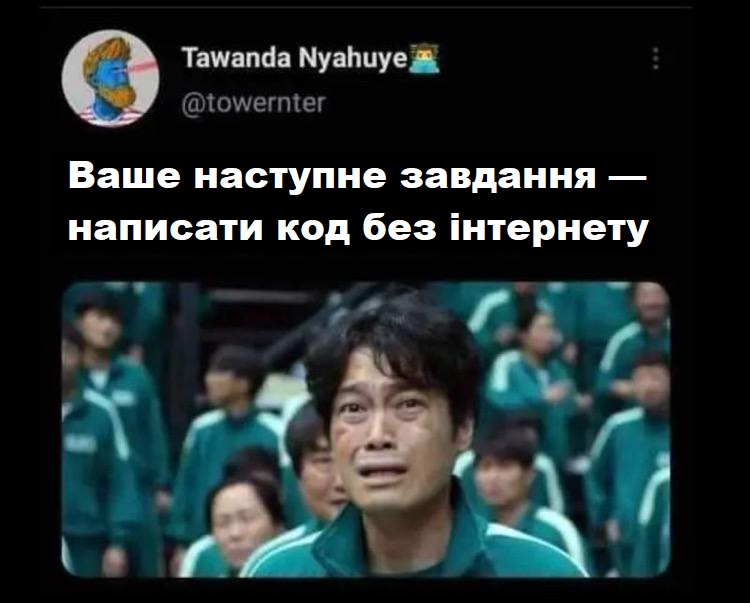 Tawanda Nyahuye👨‍💻
@towernter
Ваше наступне завдання —
написати код без інтернету